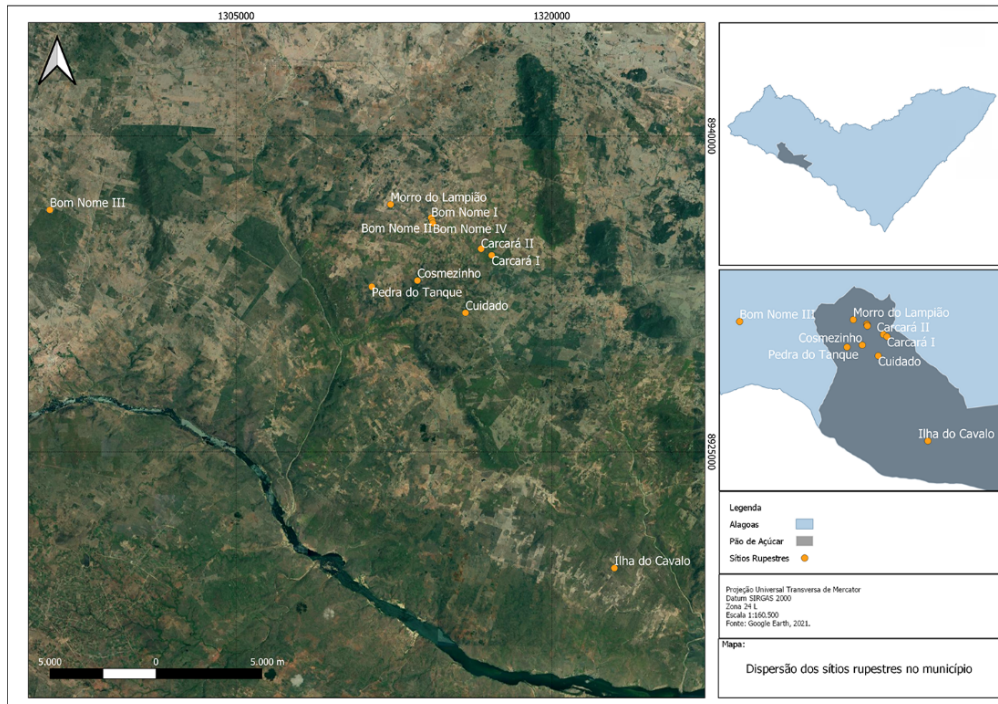 1305000
1320000
8940000
8925000
Bom Nome III
Morro do Lampião
Bom Nome I
Bom Nome II
Bom Nome IV
Carcará II
Carcará I
Cosmezinho
Pedra do Tanque
Cuidado
Ilha do Cavalo
5.000 0 5.000 m
Bom Nome III
Morro do Lampião
Carcará II
Cosmezinho
Carcará I
Pedra do Tanque
Cuidado
Ilha do Cavalo
Legenda
Alagoas
Pão de Açúcar
Sítios Rupestres
Projeção Universal Transversa de Mercator
Datum SIRGAS 2000
Zona 24 L
Escala 1:160.500
Fonte: Google Earth, 2021.
Mapa:
Dispersão dos sítios rupestres no município